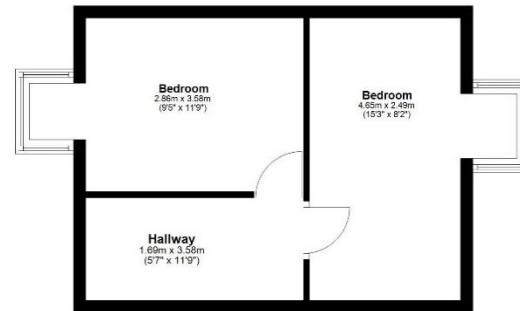 Bedroom
2.86m x 3.58m
(9'5" x 11'9")
Bedroom
4.65m x 2.49m
(15'3" x 8'2")
Hallway
1.69m x 3.58m
(5'7" x 11'9")